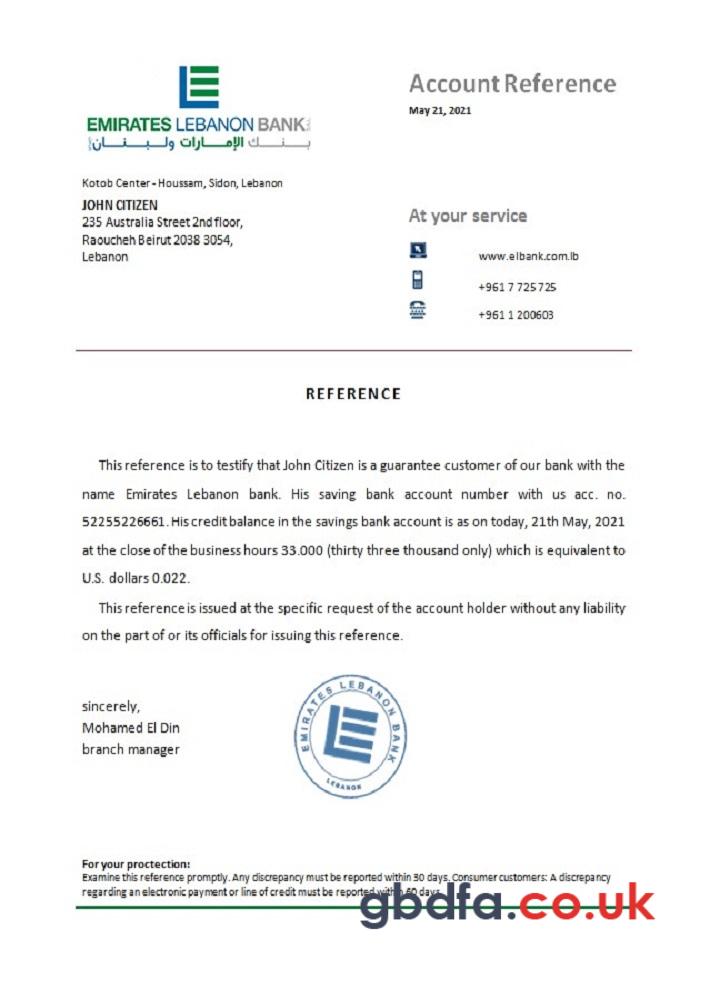 EMIRATES LEBANON BANK
بنك الإمارات ولبنان
Account Reference
May 21, 2021
Kotob Center - Houssam, Sidon, Lebanon
JOHN CITIZEN
235 Australia Street 2nd floor,
Raoucheh Beirut 2038 3054,
Lebanon
At your service
www.elbank.com.lb
+961 7 725725
+961 1 200603
REFERENCE
This reference is to testify that John Citizen is a guarantee customer of our bank with the
name Emirates Lebanon bank. His saving bank account number with us acc. no.
52255226661. His credit balance in the savings bank account is as on today, 21th May, 2021
at the close of the business hours 33.000 (thirty three thousand only) which is equivalent to
U.S. dollars 0.022.
This reference is issued at the specific request of the account holder without any liability
on the part of or its officials for issuing this reference.
sincerely,
Mohamed El Din
branch manager
EMIRATES LEBANON BANK
LEBANON
For your proctection:
Examine this reference promptly. Any discrepancy must be reported within 30 days. Consumer customers: A discrepancy
regarding an electronic payment or line of credit must be reported within 60 days.
gbdfa.co.uk